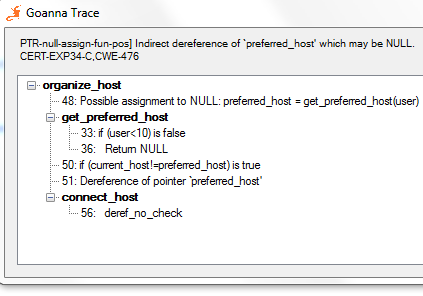 Goanna Trace
PTR-null-assign-fun-pos] Indirect dereference of `preferred_host' which may be NULL.
CERT-EXP34-C,CWE-476
organize_host
48: Possible assignment to NULL: preferred_host = get_preferred_host(user)
get_preferred_host
33: if (user<10) is false
36: Return NULL
50: if (current_host!=preferred_host) is true
51: Dereference of pointer `preferred_host'
connect_host
56: deref_no_check